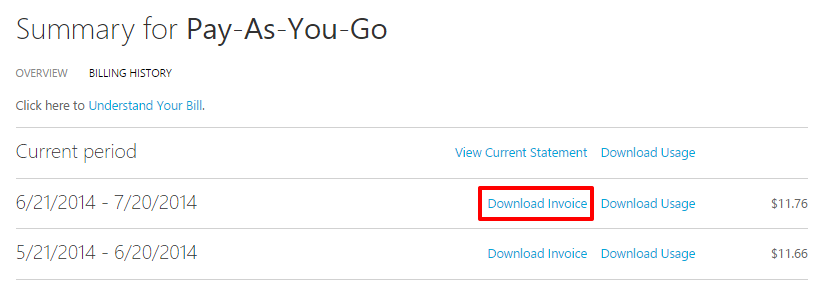 Summary for Pay-As-You-Go
OVERVIEW BILLING HISTORY
Click here to Understand Your Bill.
Current period View Current Statement Download Usage
6/21/2014 - 7/20/2014 Download Invoice Download Usage $11.76
5/21/2014 - 6/20/2014 Download Invoice Download Usage $11.66